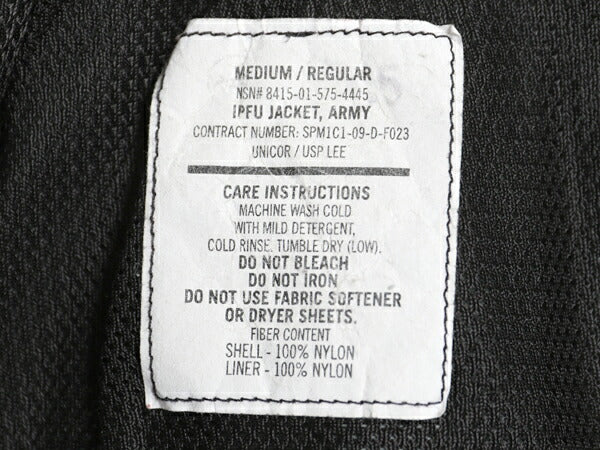 MEDIUM / REGULAR
NSN# 8415-01-575-4445
IPFU JACKET, ARMY
CONTRACT NUMBER: SPM1C1-09-D-F023
UNICOR / USP LEE
CARE INSTRUCTIONS
MACHINE WASH COLD
WITH MILD DETERGENT,
COLD RINSE. TUMBLE DRY (LOW).
DO NOT BLEACH
DO NOT IRON
DO NOT USE FABRIC SOFTENER
OR DRYER SHEETS.
FIBER CONTENT
SHELL - 100% NYLON
LINER - 100% NYLON